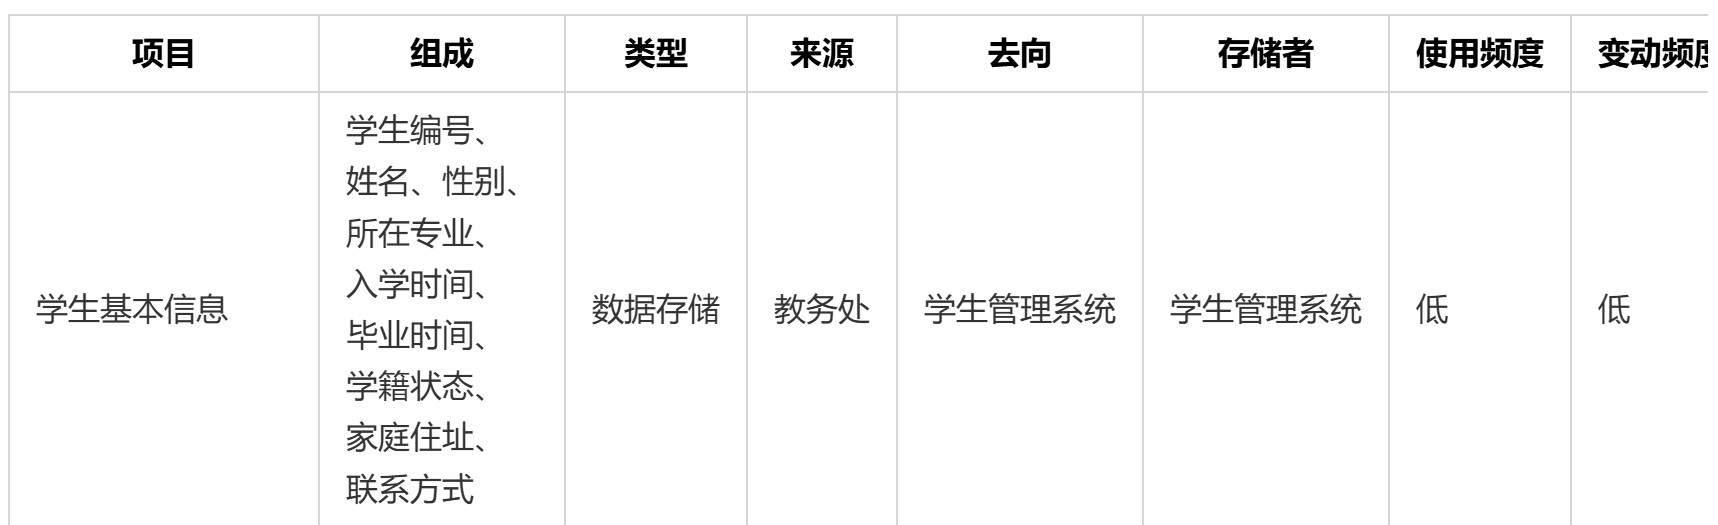 项目 组成 类型 来源 去向 存储者 使用频度 变动频度
学生编号、
姓名、性别、
所在专业、
入学时间、
学生基本信息 毕业时间、 数据存储 教务处 学生管理系统 学生管理系统 低 低
学籍状态、
家庭住址、
联系方式